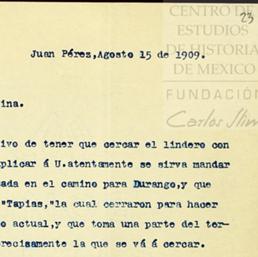 CENTRO DE
ESTUDIOS
DE HISTORIA
DE MEXICO
FUNDACIÓN
Carlos Slim
23
Juan Pérez,Agosto 15 de 1909.
ina.
ivo de tener que cercar el lindero con
plicar á U.atentamente se sirva mandar
ada en el camino para Durango,y que
"Tapias,"la cual cerraron para hacer
o actual,y que toma una parte del ter-
recisamente la que se vá á cercar.